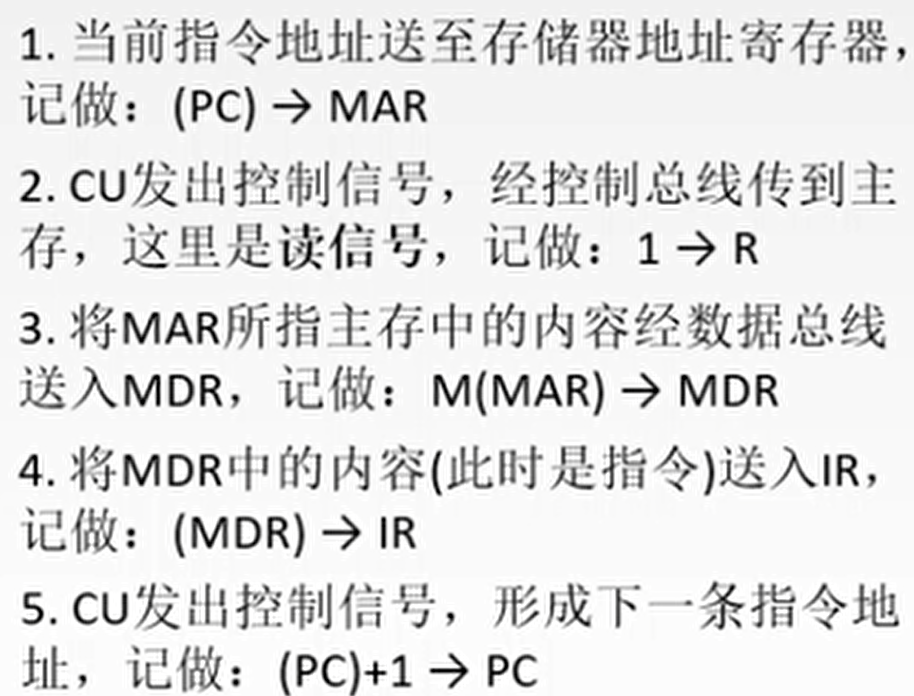 1. 当前指令地址送至存储器地址寄存器，
记做：(PC) → MAR
2. CU发出控制信号，经控制总线传到主
存，这里是读信号，记做：1 → R
3. 将MAR所指主存中的内容经数据总线
送入MDR，记做：M(MAR) → MDR
4. 将MDR中的内容(此时是指令)送入IR，
记做：(MDR) → IR
5. CU发出控制信号，形成下一条指令地
址，记做：(PC)+1 → PC